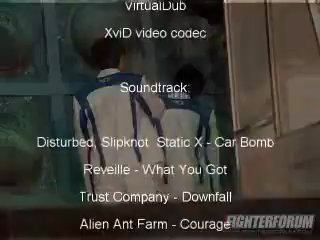 VirtualDub
XviD video codec
Soundtrack:
Disturbed, Slipknot  Static X - Car Bomb
Reveille - What You Got
Trust Company - Downfall
Alien Ant Farm - Courage
FIGHTERFORUM